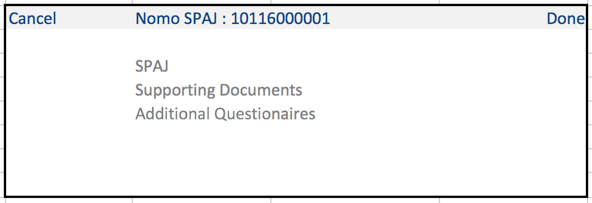 Cancel Nomo SPAJ : 10116000001 Done
SPAJ
Supporting Documents
Additional Questionaires